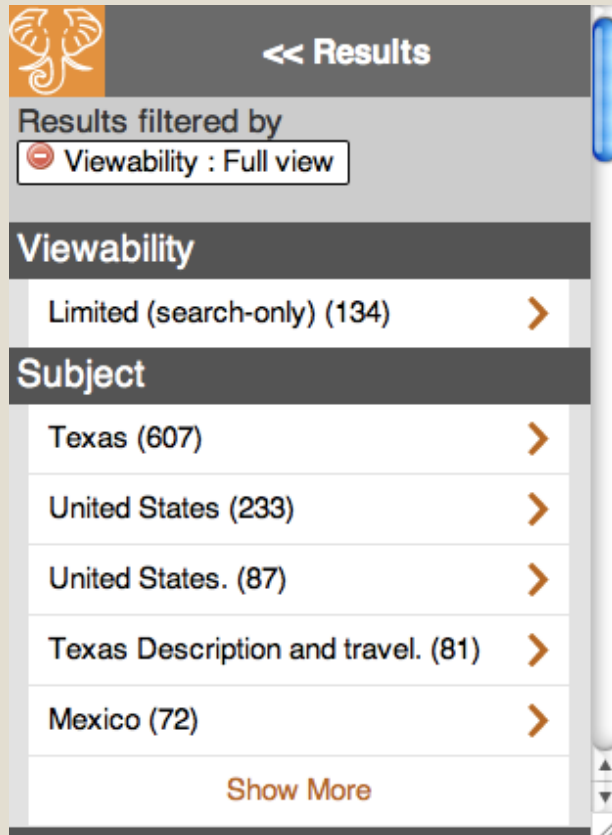 << Results
Results filtered by
Viewability : Full view
Viewability
Limited (search-only) (134)
Subject
Texas (607)
United States (233)
United States. (87)
Texas Description and travel. (81)
Mexico (72)
Show More